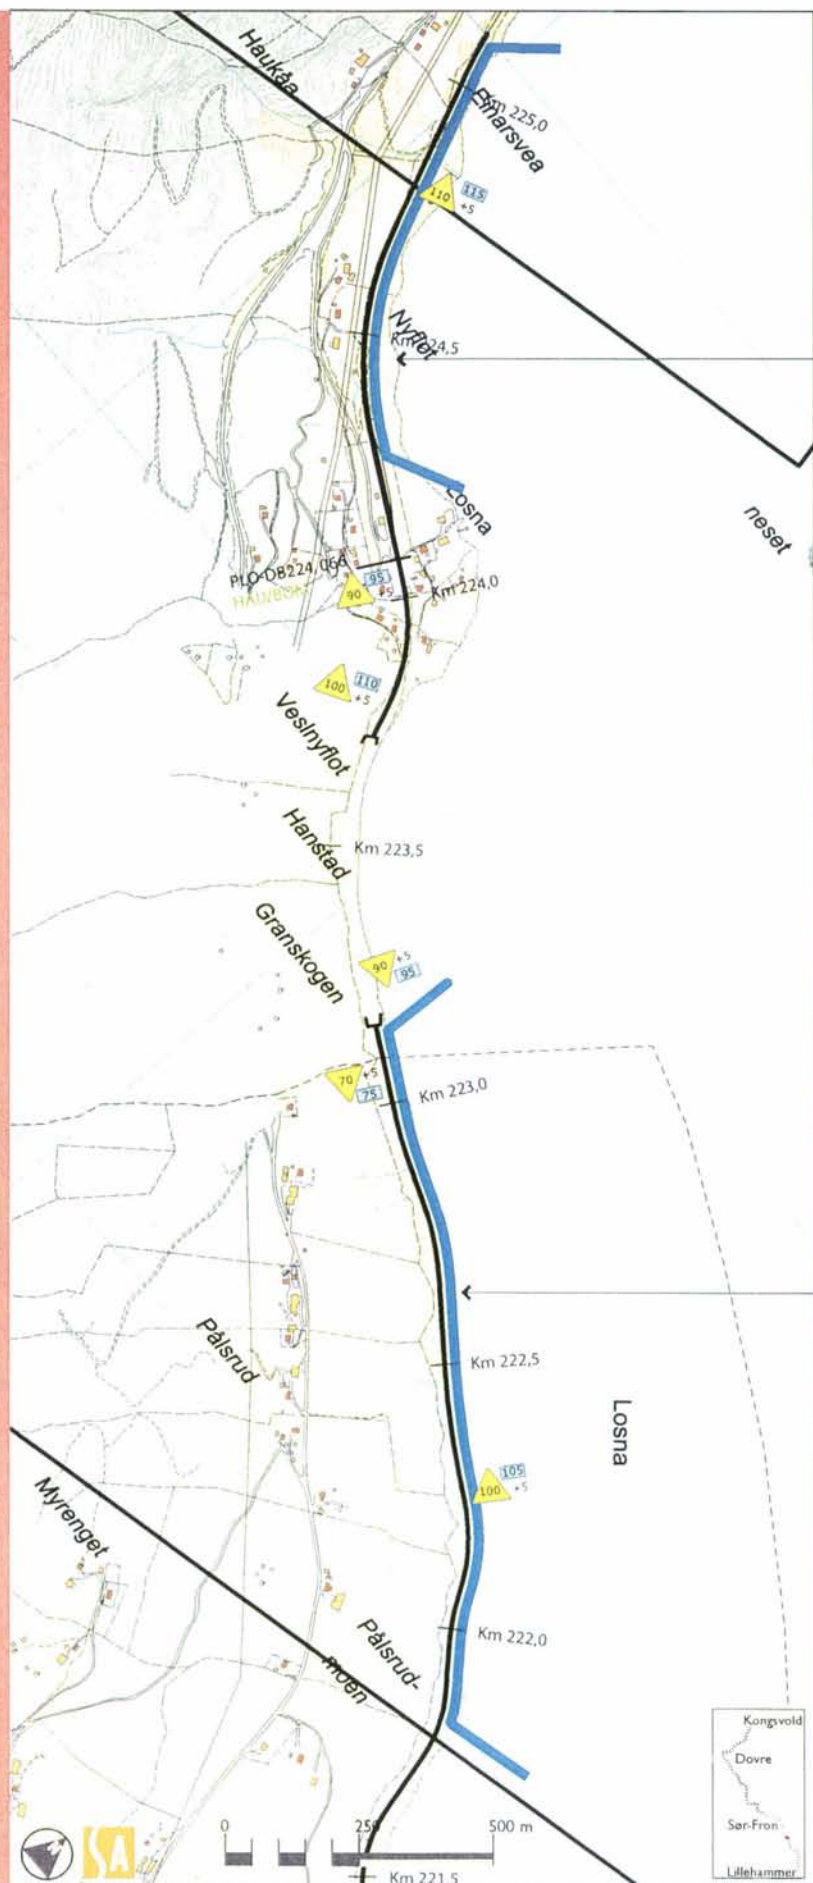 Haukåa
Km 225,0
Einarsvea
110
115
+5
Nyflot
Km 224,5
neset
Losna
PLO-DB224,066
95
90
+5
Km 224,0
110
100
+5
Veslnyflot
Hanstad
Km 223,5
Granskogen
90
+5
95
70
+5
75
Km 223,0
Pålsrud
Km 222,5
Losna
105
100
+5
Myrenget
Pålsrud-
moen
Km 222,0
Kongsvold
Dovre
Sør-Fron
Lillehammer
0
250
500 m
SA
Km 221,5